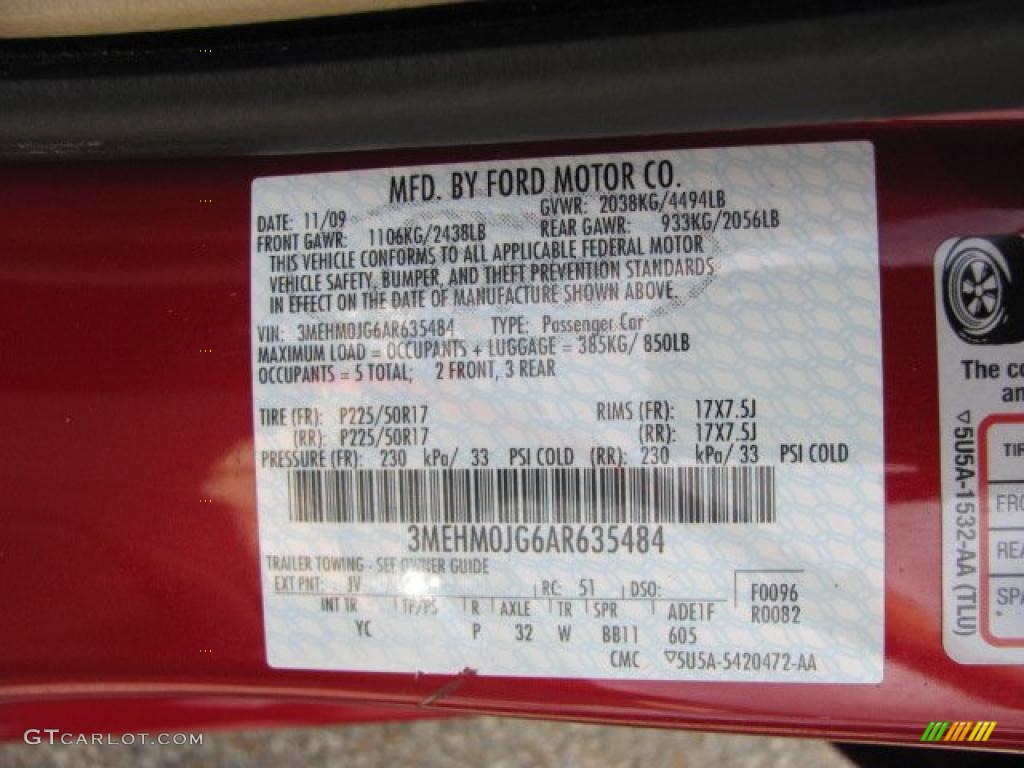 MFD. BY FORD MOTOR CO.
DATE: 11/09 GVWR: 2038KG/4494LB
FRONT GAWR: 1106KG/2438LB REAR GAWR: 933KG/2056LB
THIS VEHICLE CONFORMS TO ALL APPLICABLE FEDERAL MOTOR
VEHICLE SAFETY, BUMPER, AND THEFT PREVENTION STANDARDS
IN EFFECT ON THE DATE OF MANUFACTURE SHOWN ABOVE.
VIN: 3MEHM0JG6AR635484 TYPE: Passenger Car
MAXIMUM LOAD = OCCUPANTS + LUGGAGE = 385KG/ 850LB
OCCUPANTS = 5 TOTAL; 2 FRONT, 3 REAR
TIRE (FR): P225/50R17 RIMS (FR): 17X7.5J
(RR): P225/50R17 (RR): 17X7.5J
PRESSURE (FR): 230 kPa/ 33 PSI COLD (RR): 230 kPa/ 33 PSI COLD
3MEHM0JG6AR635484
TRAILER TOWING - SEE OWNER GUIDE
EXT PNT: JV RC: 51 DSO: F0096
INT TR TP/PS R AXLE TR SPR ADE1F R0082
YC P 32 W BB11 605
CMC ▽5U5A-5420472-AA
The co
an
TIR
FRO
REA
SPA
▽5U5A-1532-AA (TLU)
GTCARLOT.COM